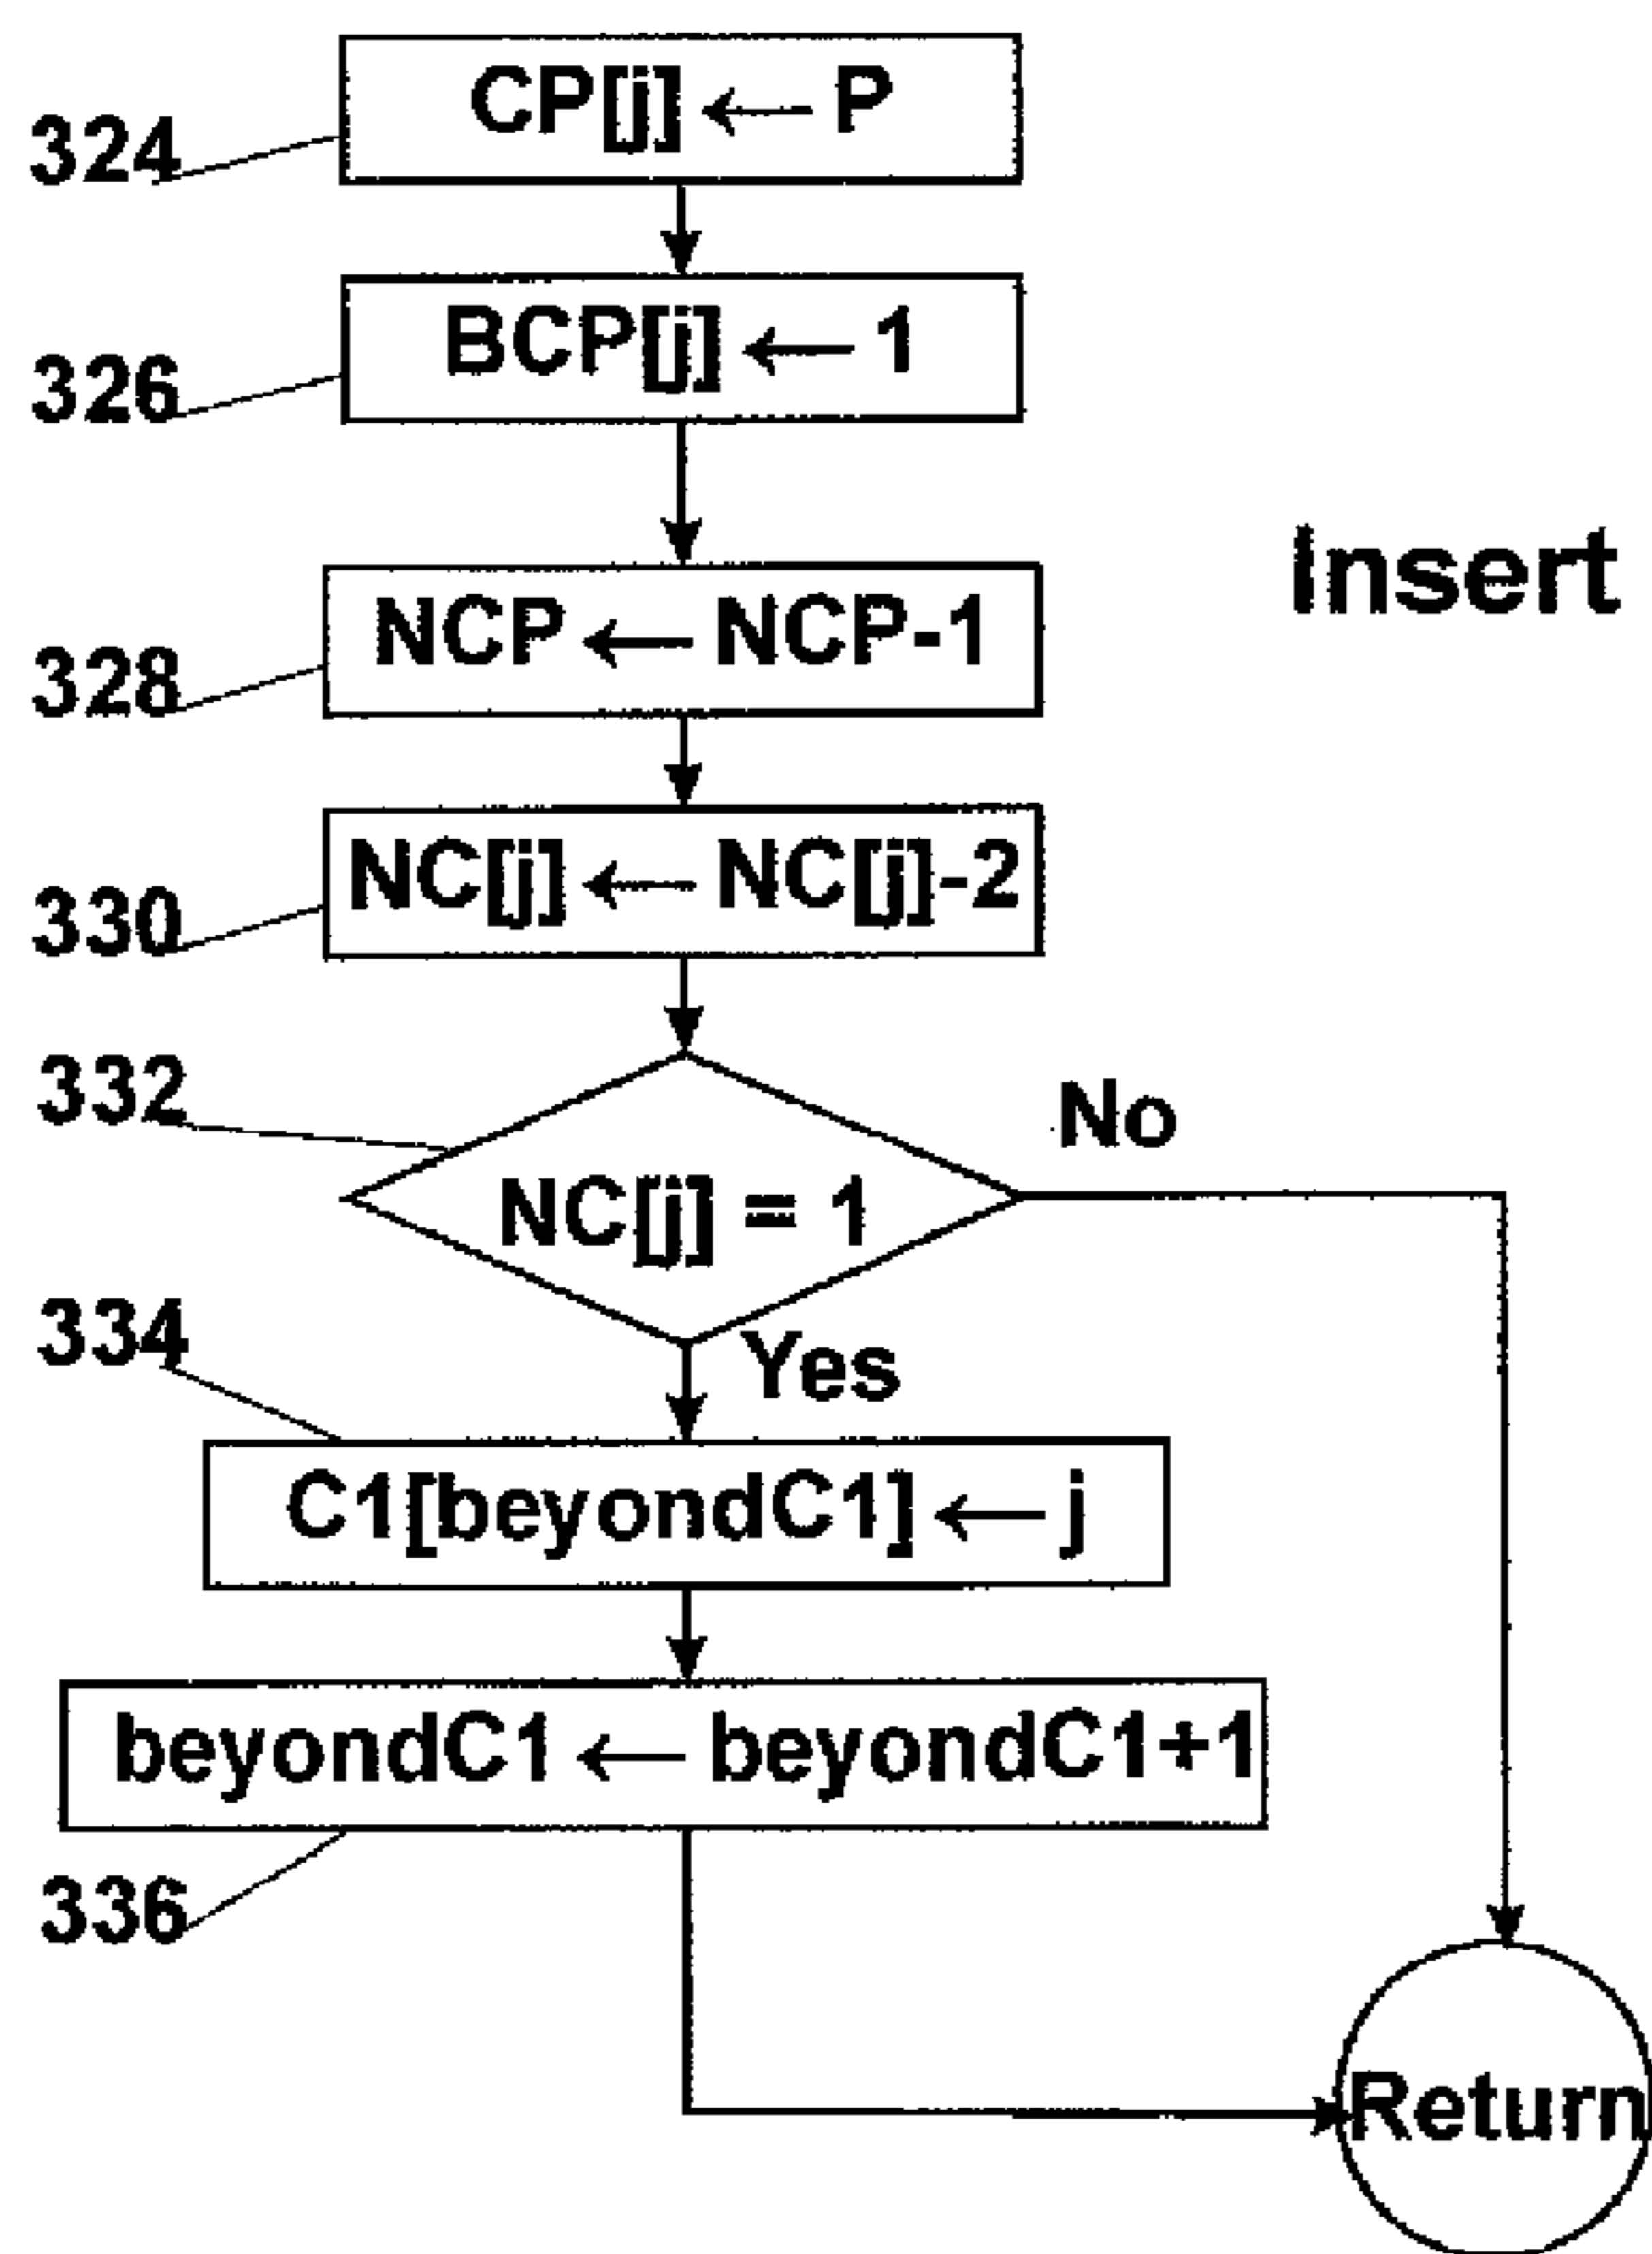 324
CP[j] ← P
326
BCP[j] ← 1
Insert
328
NCP ← NCP-1
330
NC[j] ← NC[j]-2
332
No
NC[j] = 1
334
Yes
C1[beyondC1] ← j
beyondC1 ← beyondC1+1
336
Return